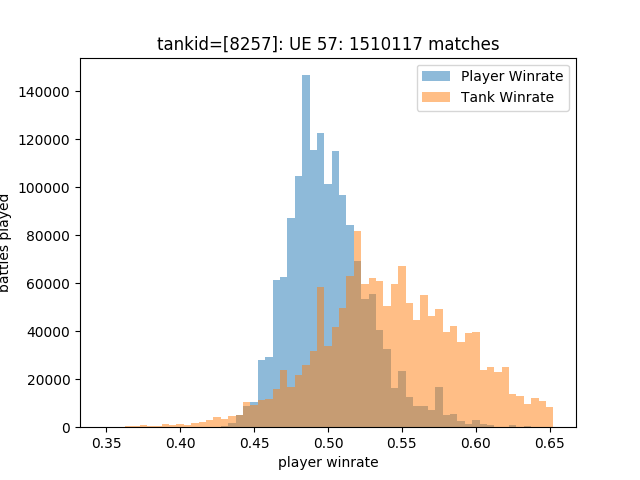 tankid=[8257]: UE 57: 1510117 matches
Player Winrate
Tank Winrate
battles played
140000
120000
100000
80000
60000
40000
20000
0
0.35 0.40 0.45 0.50 0.55 0.60 0.65
player winrate